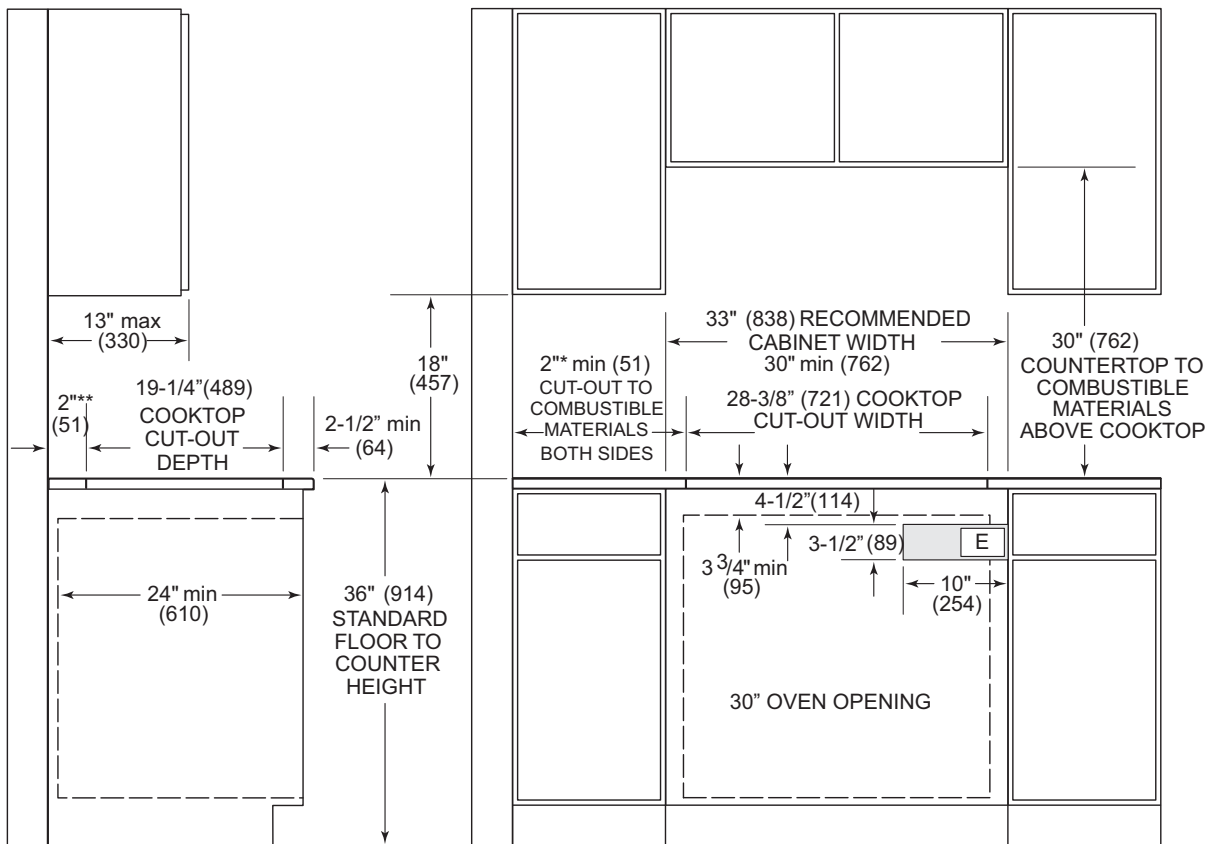 13" max
(330)
2"**
(51)
19-1/4”(489)
COOKTOP
CUT-OUT
DEPTH
2-1/2” min
(64)
18"
(457)
24" min
(610)
36" (914)
STANDARD
FLOOR TO
COUNTER
HEIGHT
33" (838) RECOMMENDED
CABINET WIDTH
30" min (762)
2"* min (51)
CUT-OUT TO
COMBUSTIBLE
MATERIALS
BOTH SIDES
28-3/8” (721) COOKTOP
CUT-OUT WIDTH
30" (762)
COUNTERTOP TO
COMBUSTIBLE
MATERIALS
ABOVE COOKTOP
4-1/2”(114)
3-1/2” (89)
E
3 3/4" min
(95)
10"
(254)
30” OVEN OPENING